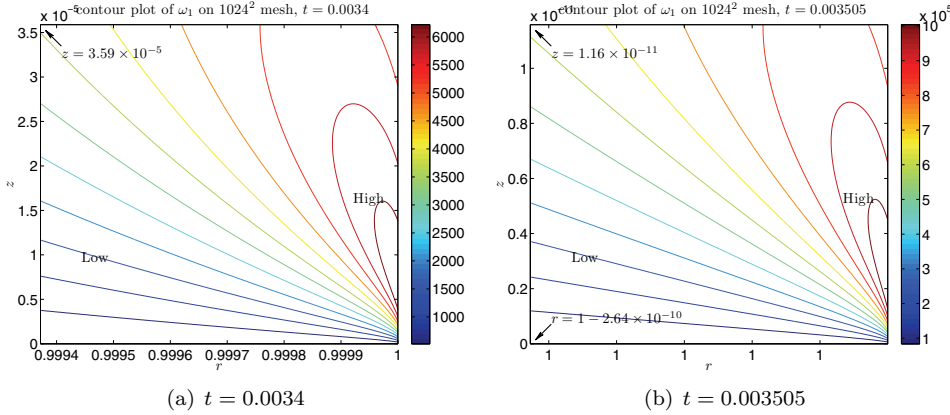 x 10⁻⁵ contour plot of ω₁ on 1024² mesh, t = 0.0034
3.5
3
2.5
2
1.5
1
0.5
0
z
z = 3.59 × 10⁻⁵
High
Low
0.9994 0.9995 0.9996 0.9997 0.9998 0.9999 1
r
6000
5500
5000
4500
4000
3500
3000
2500
2000
1500
1000
(a) t = 0.0034
contour plot of ω₁ on 1024² mesh, t = 0.003505
1
0.8
0.6
0.4
0.2
0
z
z = 1.16 × 10⁻¹¹
High
Low
r = 1 − 2.64 × 10⁻¹⁰
1 1 1 1 1
r
10
9
8
7
6
5
4
3
2
1
(b) t = 0.003505